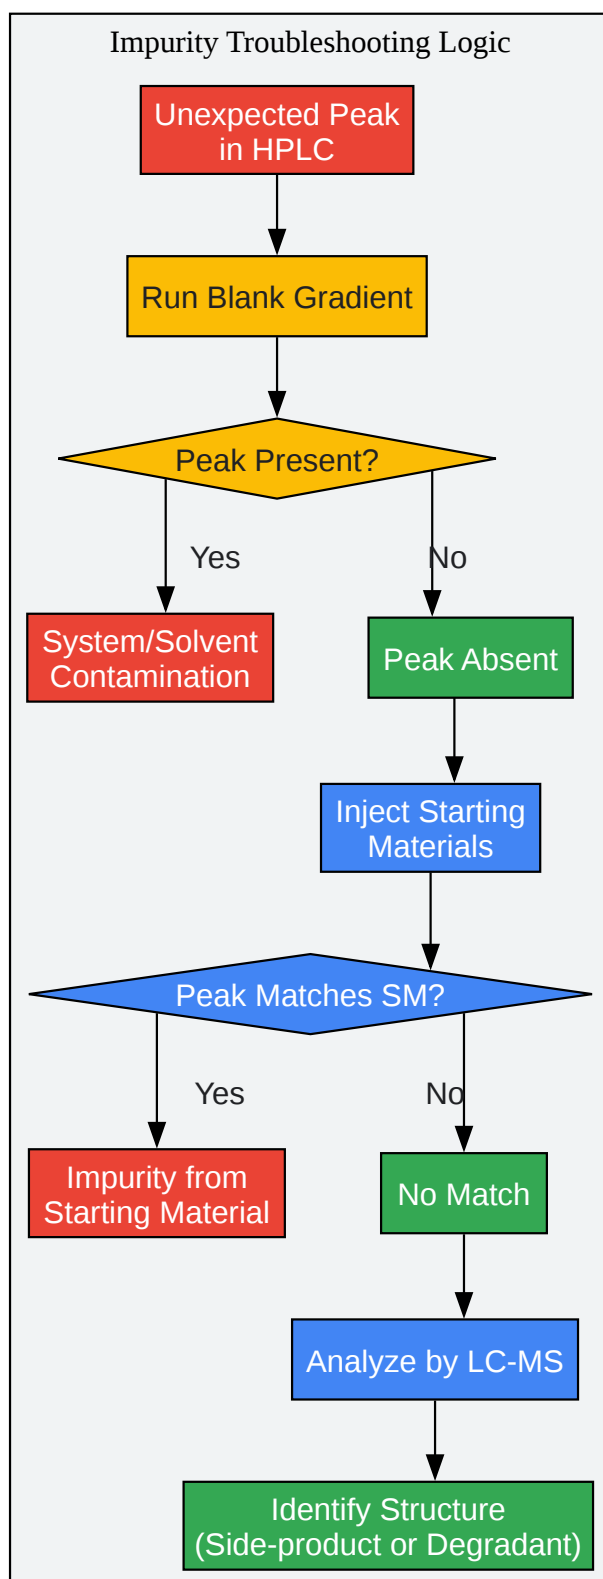 Impurity Troubleshooting Logic
Unexpected Peak
in HPLC
Run Blank Gradient
Peak Present?
Yes
No
System/Solvent
Contamination
Peak Absent
Inject Starting
Materials
Peak Matches SM?
Yes
No
Impurity from
Starting Material
No Match
Analyze by LC-MS
Identify Structure
(Side-product or Degradant)